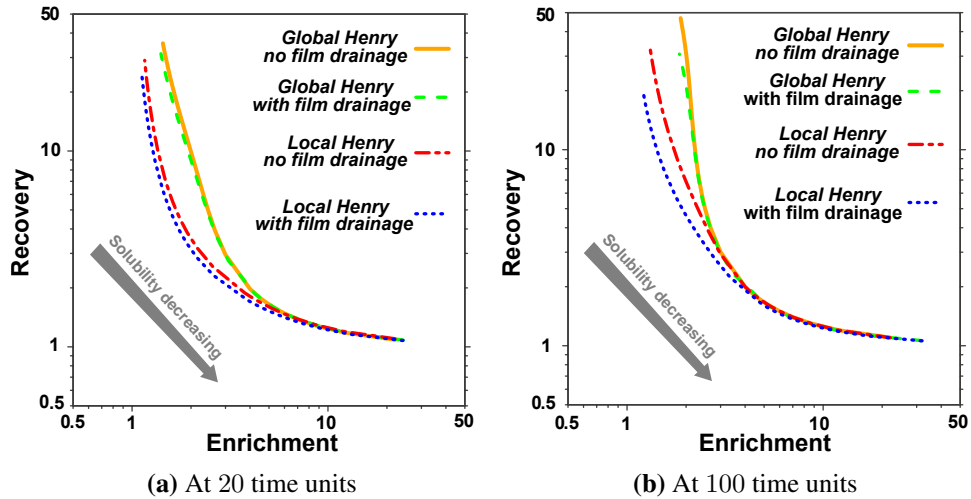 50
10
1
0.5
Recovery
Global Henry
no film drainage
Global Henry
with film drainage
Local Henry
no film drainage
Local Henry
with film drainage
Solubility decreasing
0.5
1
10
50
Enrichment
(a) At 20 time units
50
10
1
0.5
Recovery
Global Henry
no film drainage
Global Henry
with film drainage
Local Henry
no film drainage
Local Henry
with film drainage
Solubility decreasing
0.5
1
10
50
Enrichment
(b) At 100 time units